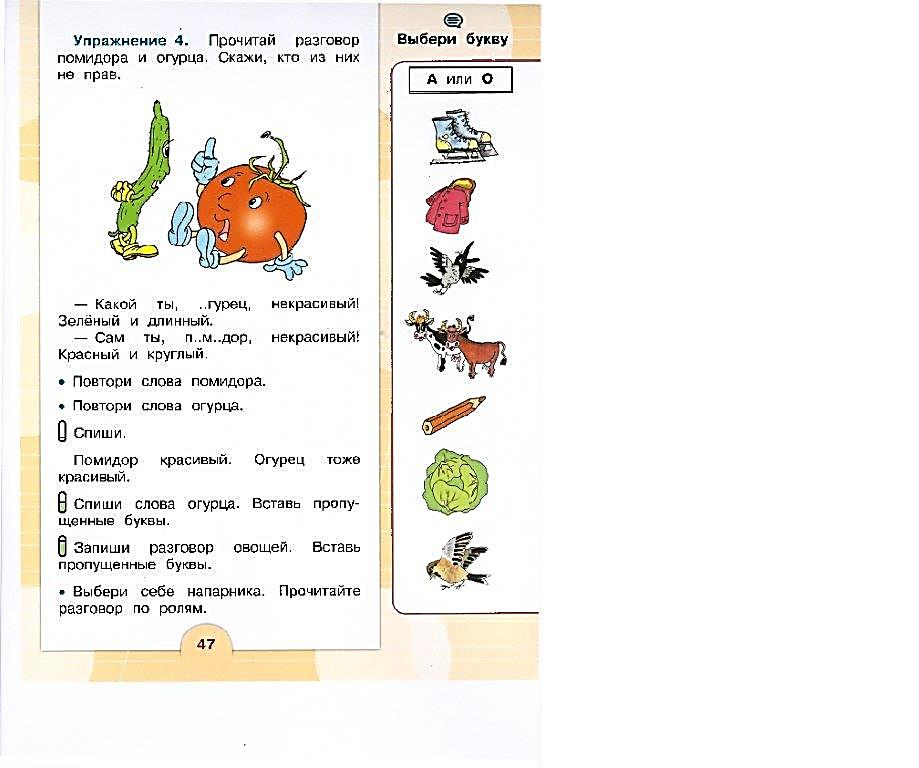 Упражнение 4. Прочитай разговор
помидора и огурца. Скажи, кто из них
не прав.
— Какой ты, ..гурец, некрасивый!
Зелёный и длинный.
— Сам ты, п..м..дор, некрасивый!
Красный и круглый.
• Повтори слова помидора.
• Повтори слова огурца.
Спиши.
Помидор красивый. Огурец тоже
красивый.
Спиши слова огурца. Вставь пропу-
щенные буквы.
Запиши разговор овощей. Вставь
пропущенные буквы.
• Выбери себе напарника. Прочитайте
разговор по ролям.
47
Выбери букву
А или О